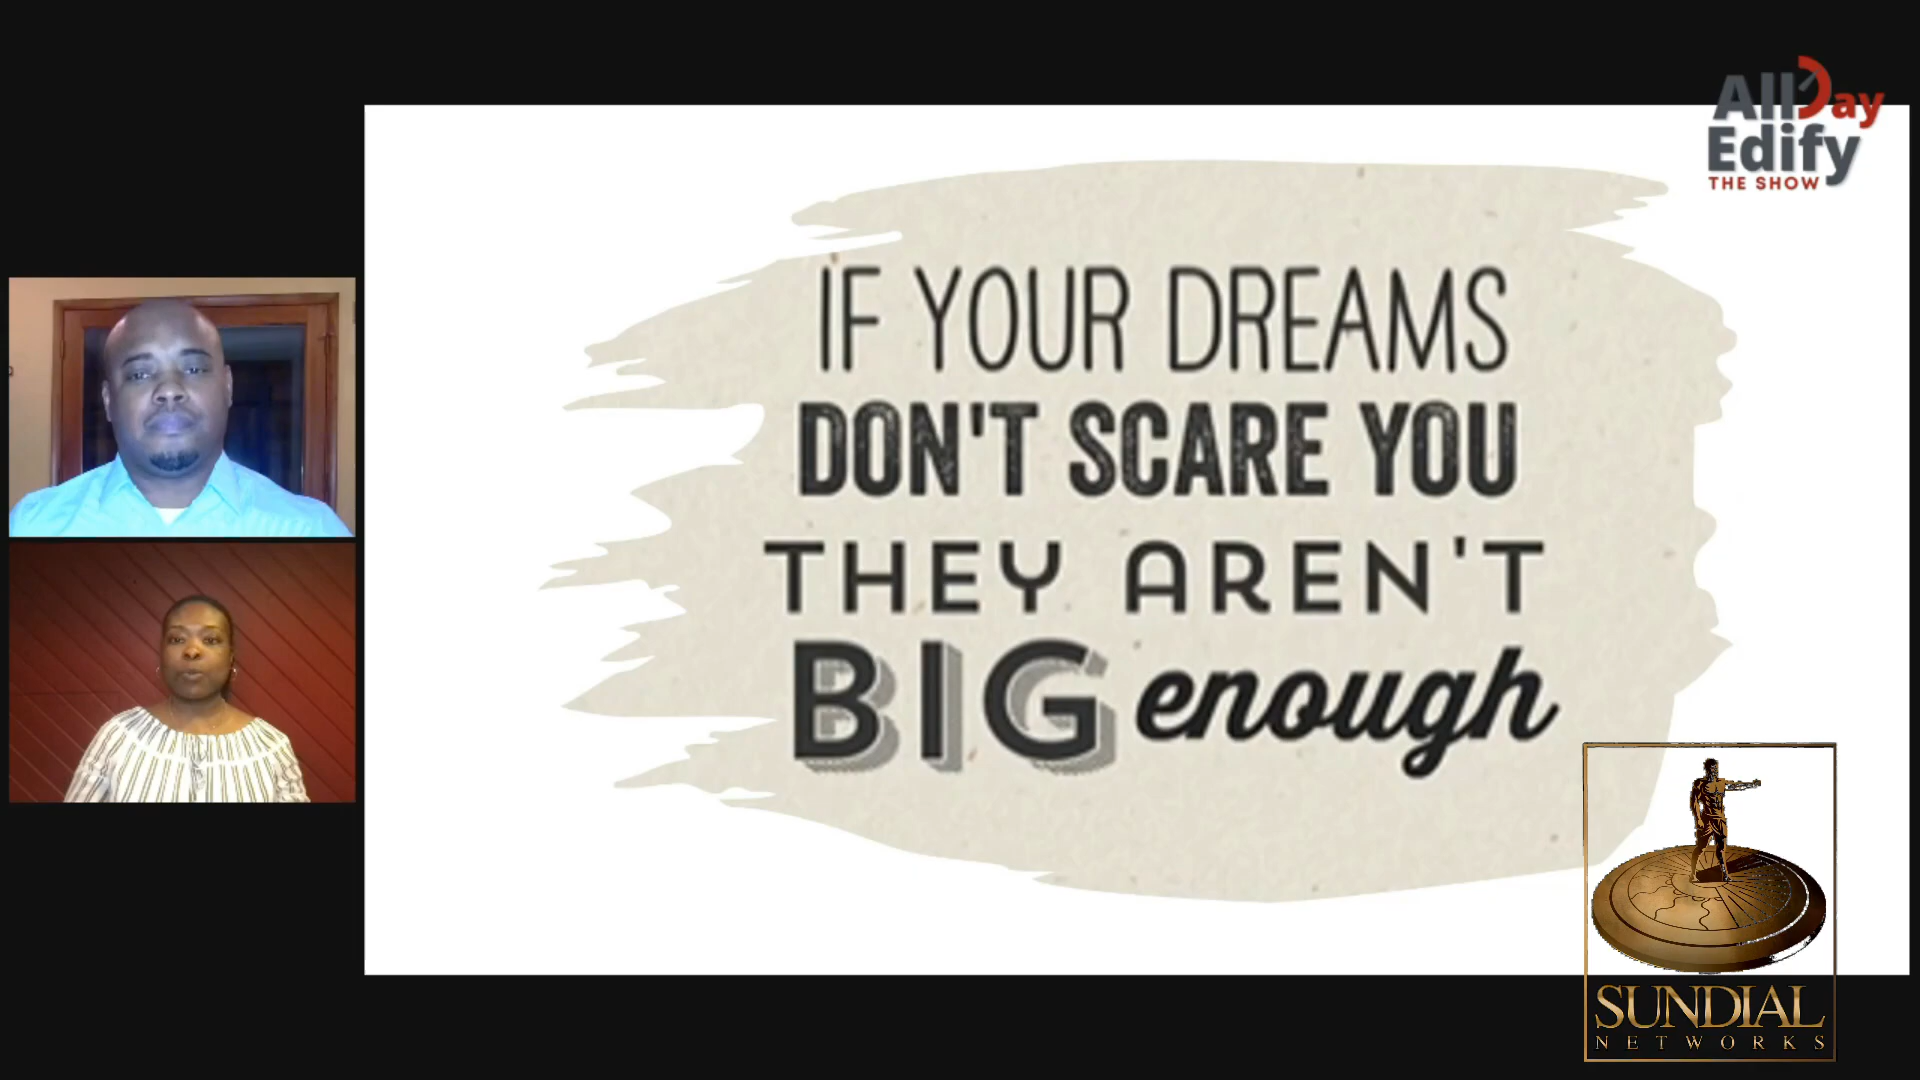 All Day
Edify
THE SHOW
IF YOUR DREAMS
DON'T SCARE YOU
THEY AREN'T
BIG enough
SUNDIAL
NETWORKS